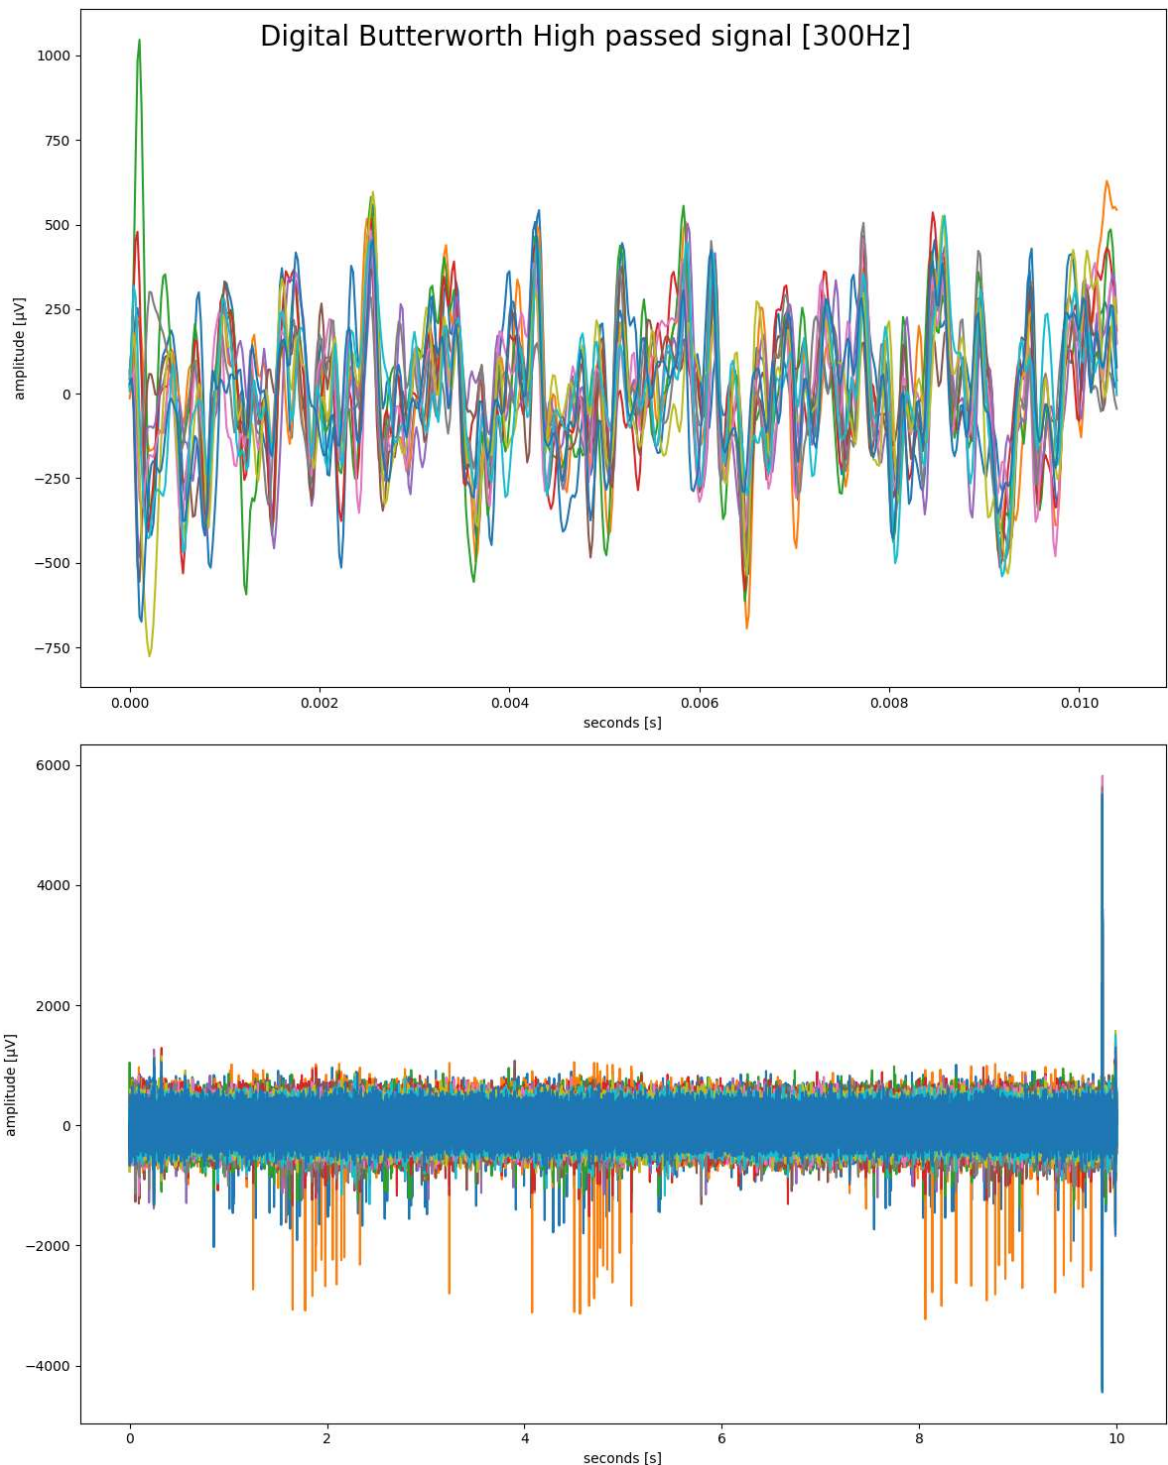 Digital Butterworth High passed signal [300Hz]
1000
750
500
250
0
−250
−500
−750
amplitude [µV]
0.000 0.002 0.004 0.006 0.008 0.010
seconds [s]
6000
4000
2000
0
−2000
−4000
amplitude [µV]
0 2 4 6 8 10
seconds [s]